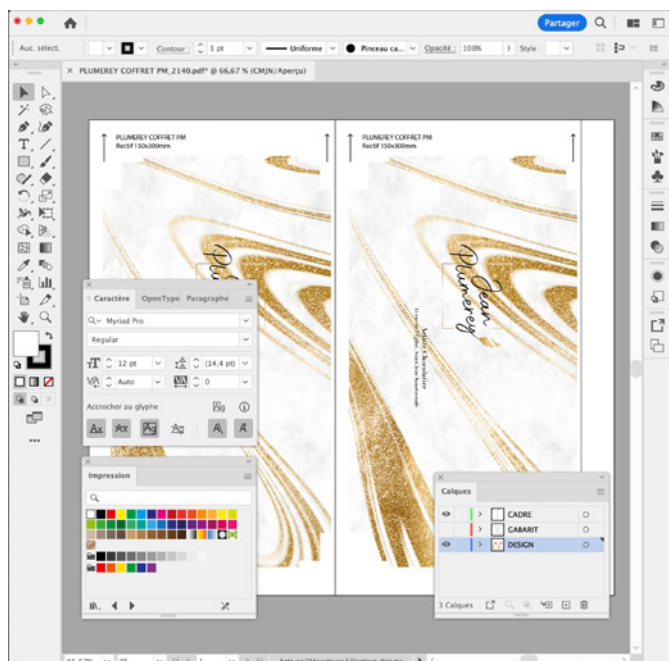 Partager
Auc. sélect.
Contour :
1 pt
Uniforme
Pinceau ca...
Opacité :
100%
Style :
× PLUMEREY COFFRET PM_2140.pdf* @ 66,67 % (CMJN/Aperçu)
PLUMEREY COFFRET PM
Rectif 150x300mm
PLUMEREY COFFRET PM
Rectif 150x300mm
Jean
Plumerey
Artiste Chocolatier
Caractère
OpenType
Paragraphe
Myriad Pro
Regular
12 pt
(14,4 pt)
Auto
0
Accrocher au glyphe
Impression
Calques
CADRE
GABARIT
DESIGN
3 Calques